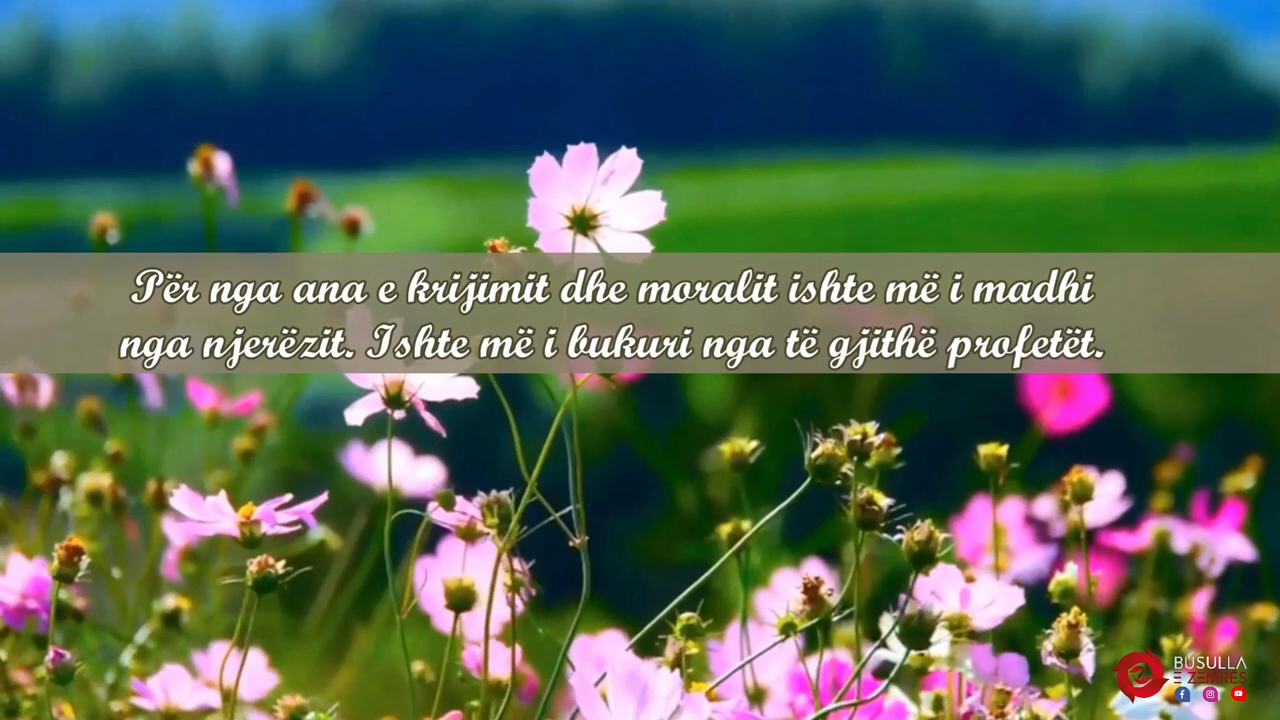 Për nga ana e krijimit dhe moralit ishte më i madhi
nga njerëzit. Ishte më i bukuri nga të gjithë profetët.
BUSULLA
E ZEMRËS